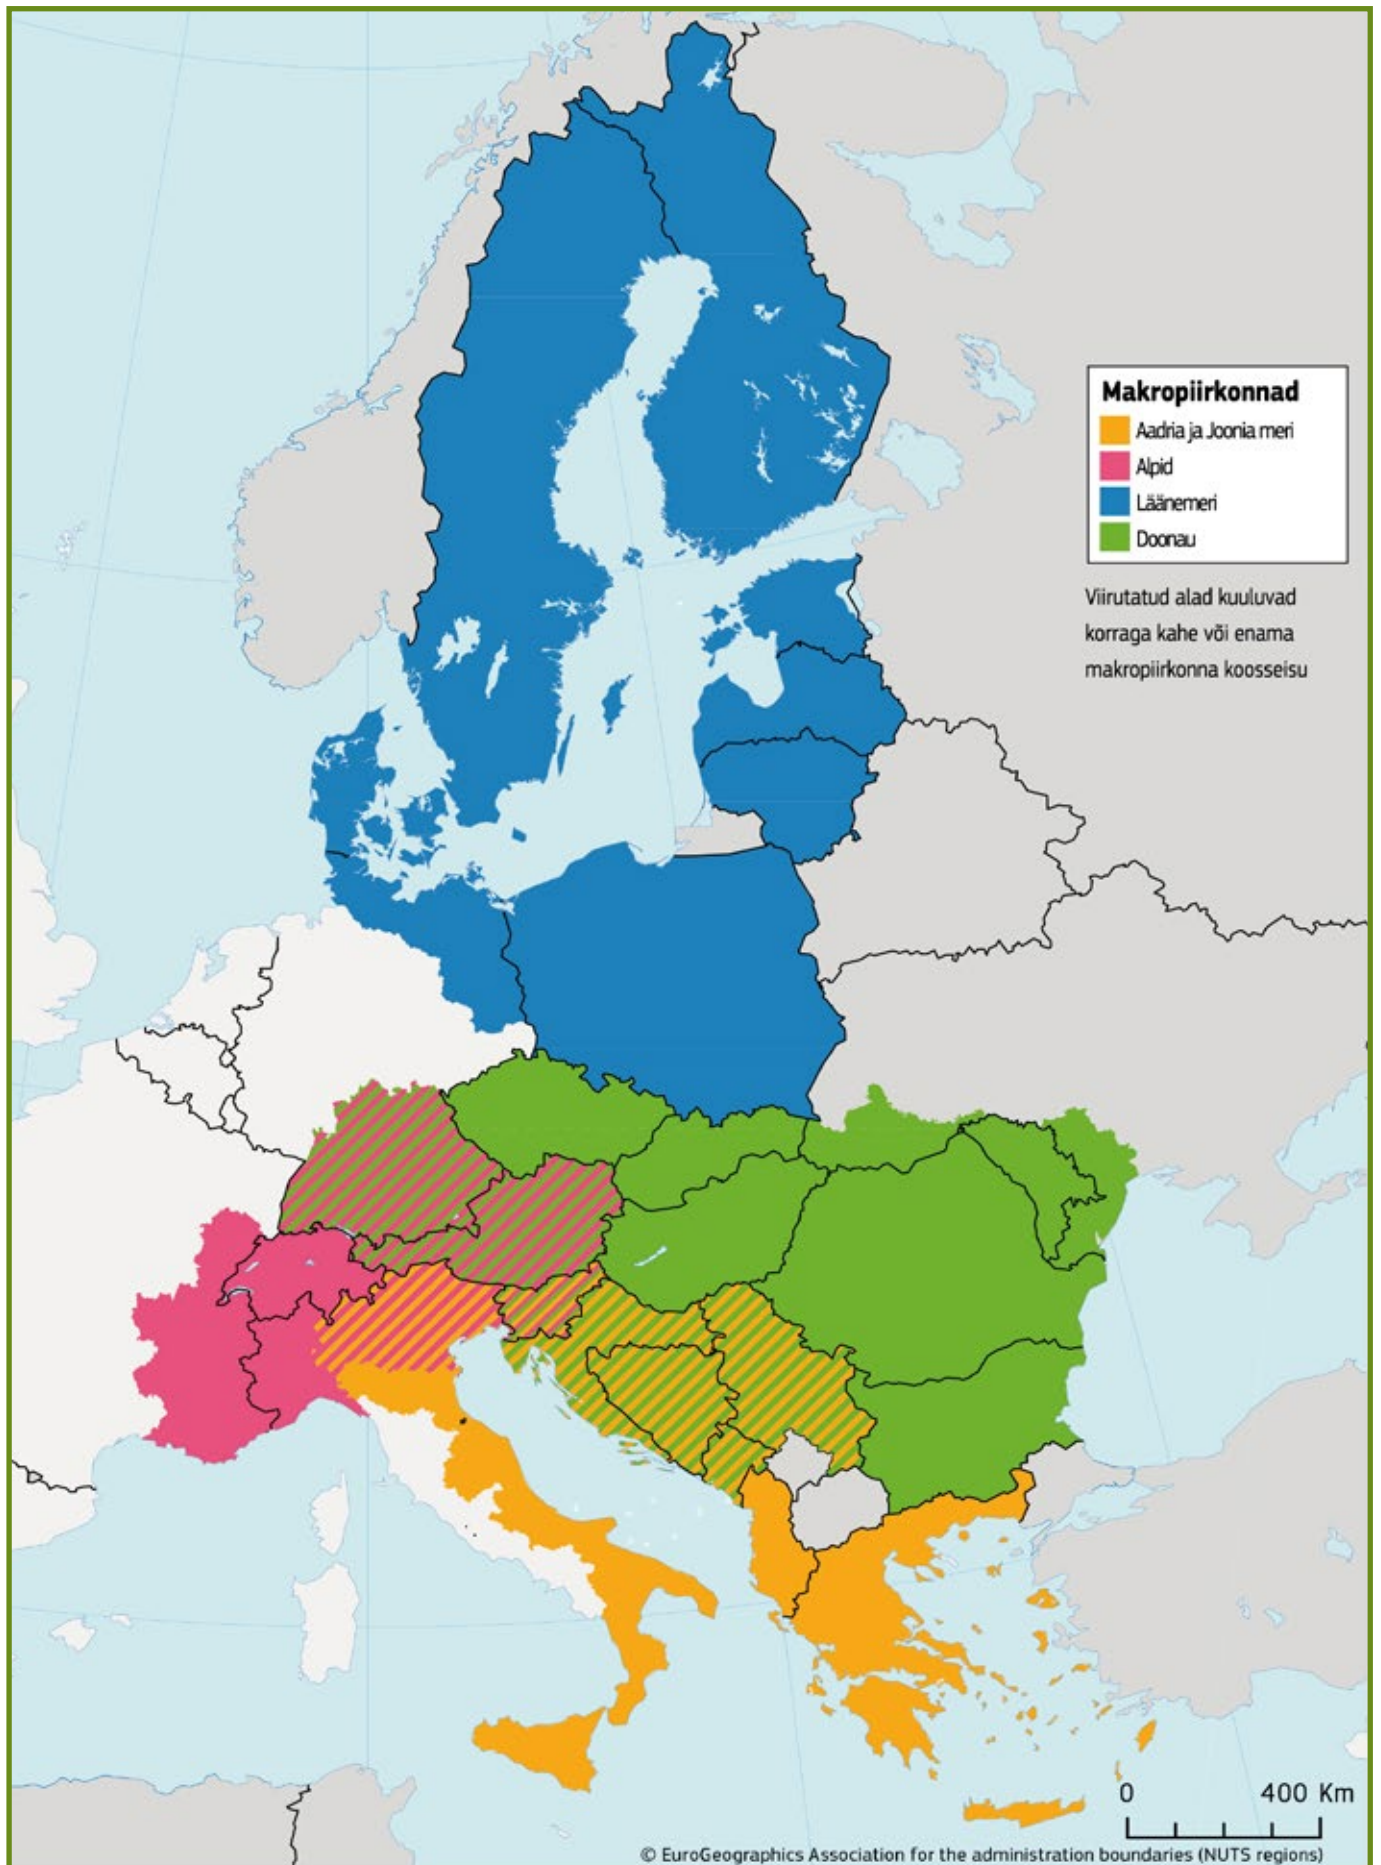 Makropiirkonnad
Aadria ja Joonia meri
Alpid
Läänemeri
Doonau
Viirutatud alad kuuluvad
korraga kahe või enama
makropiirkonna koosseisu
0 400 Km
© EuroGeographics Association for the administration boundaries (NUTS regions)